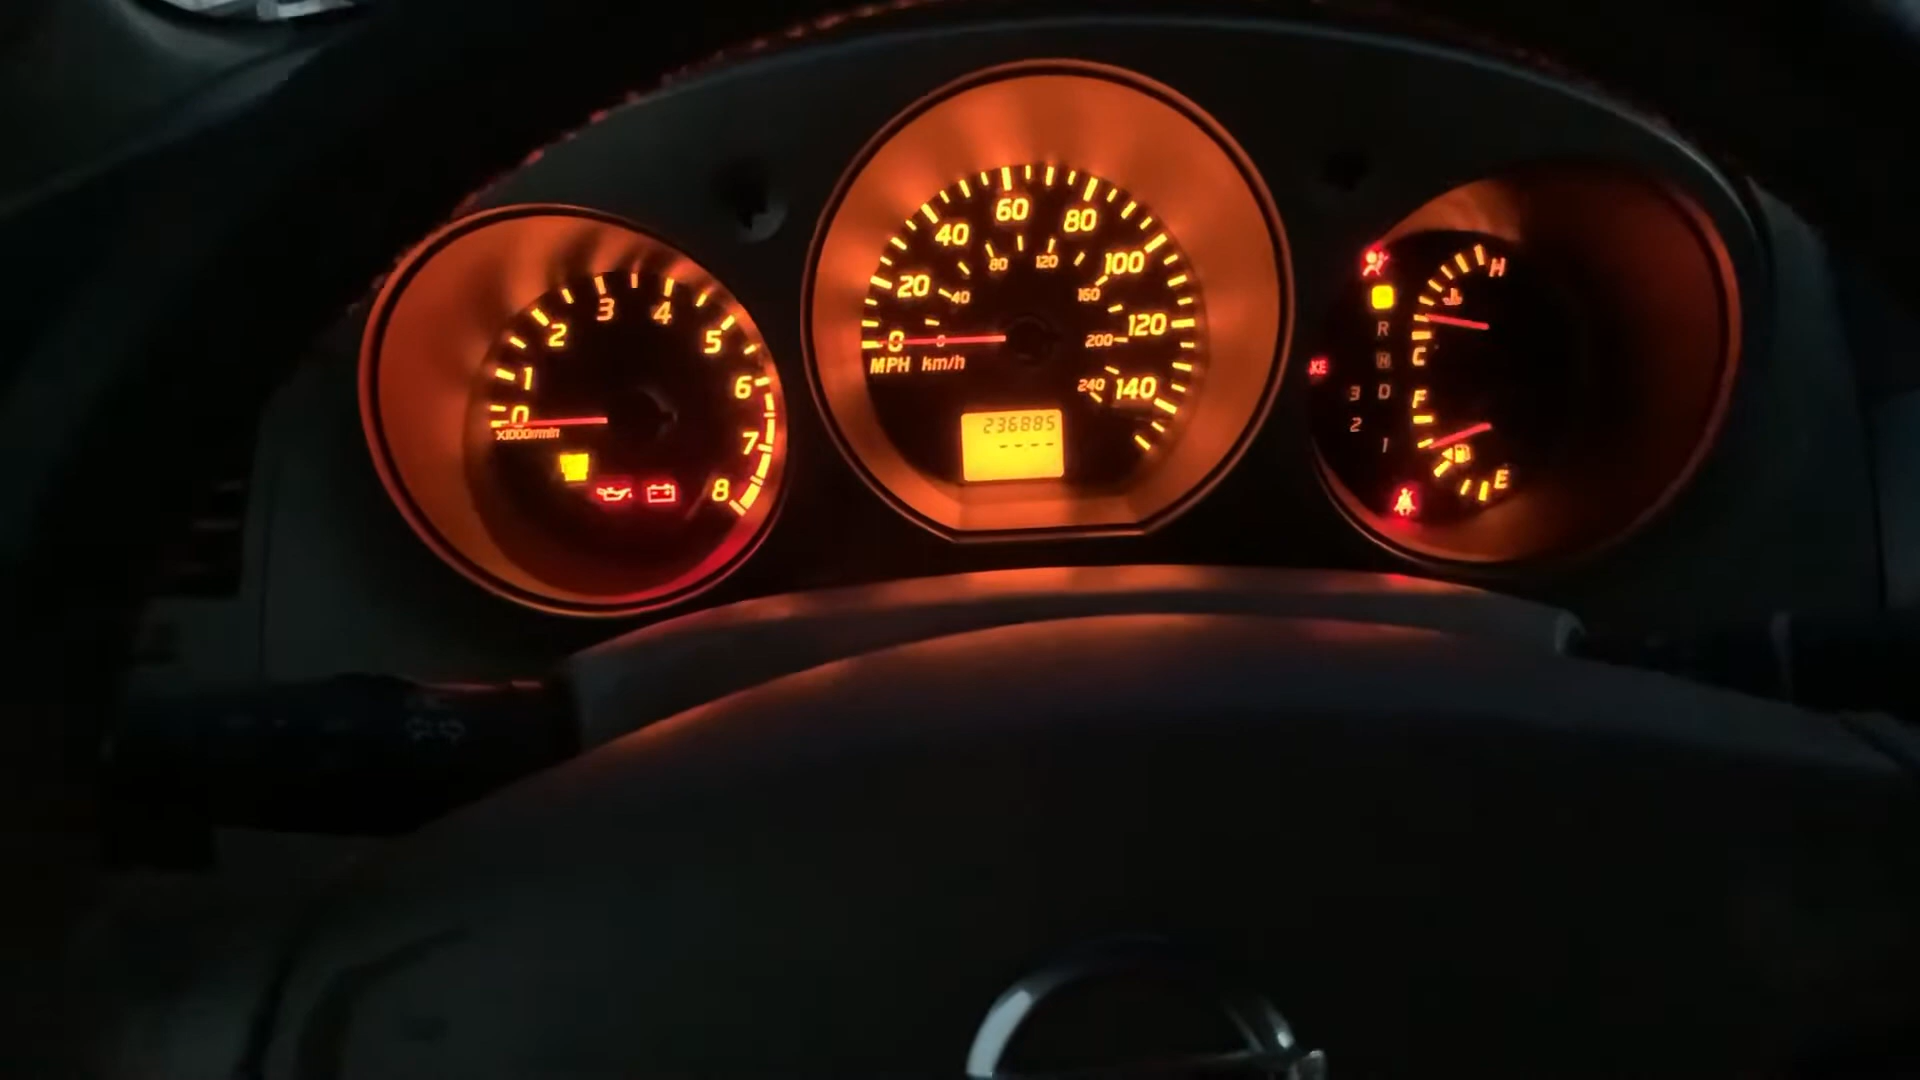 0 1 2 3 4 5 6 7 8
x1000r/min
0 20 40 60 80 100 120 140
0 40 80 120 160 200 240
MPH km/h
236885
----
R
D
3
2
1
H
C
F
E
KE